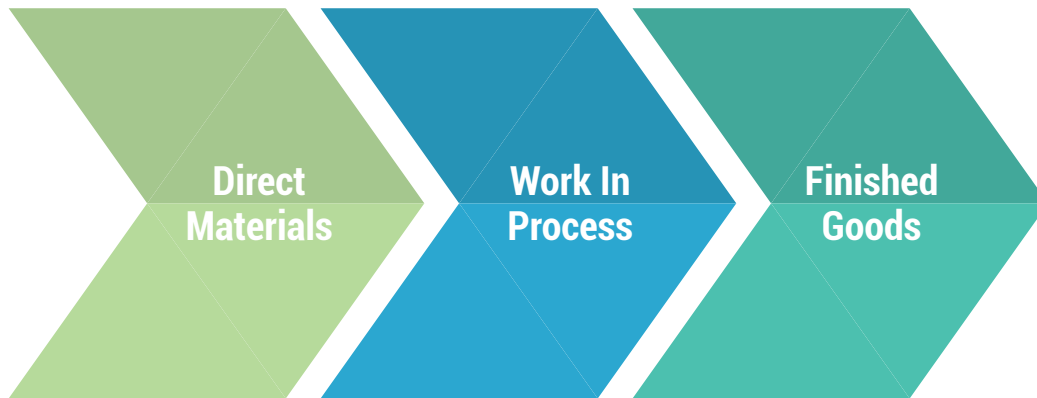 Direct
Materials
Work In
Process
Finished
Goods